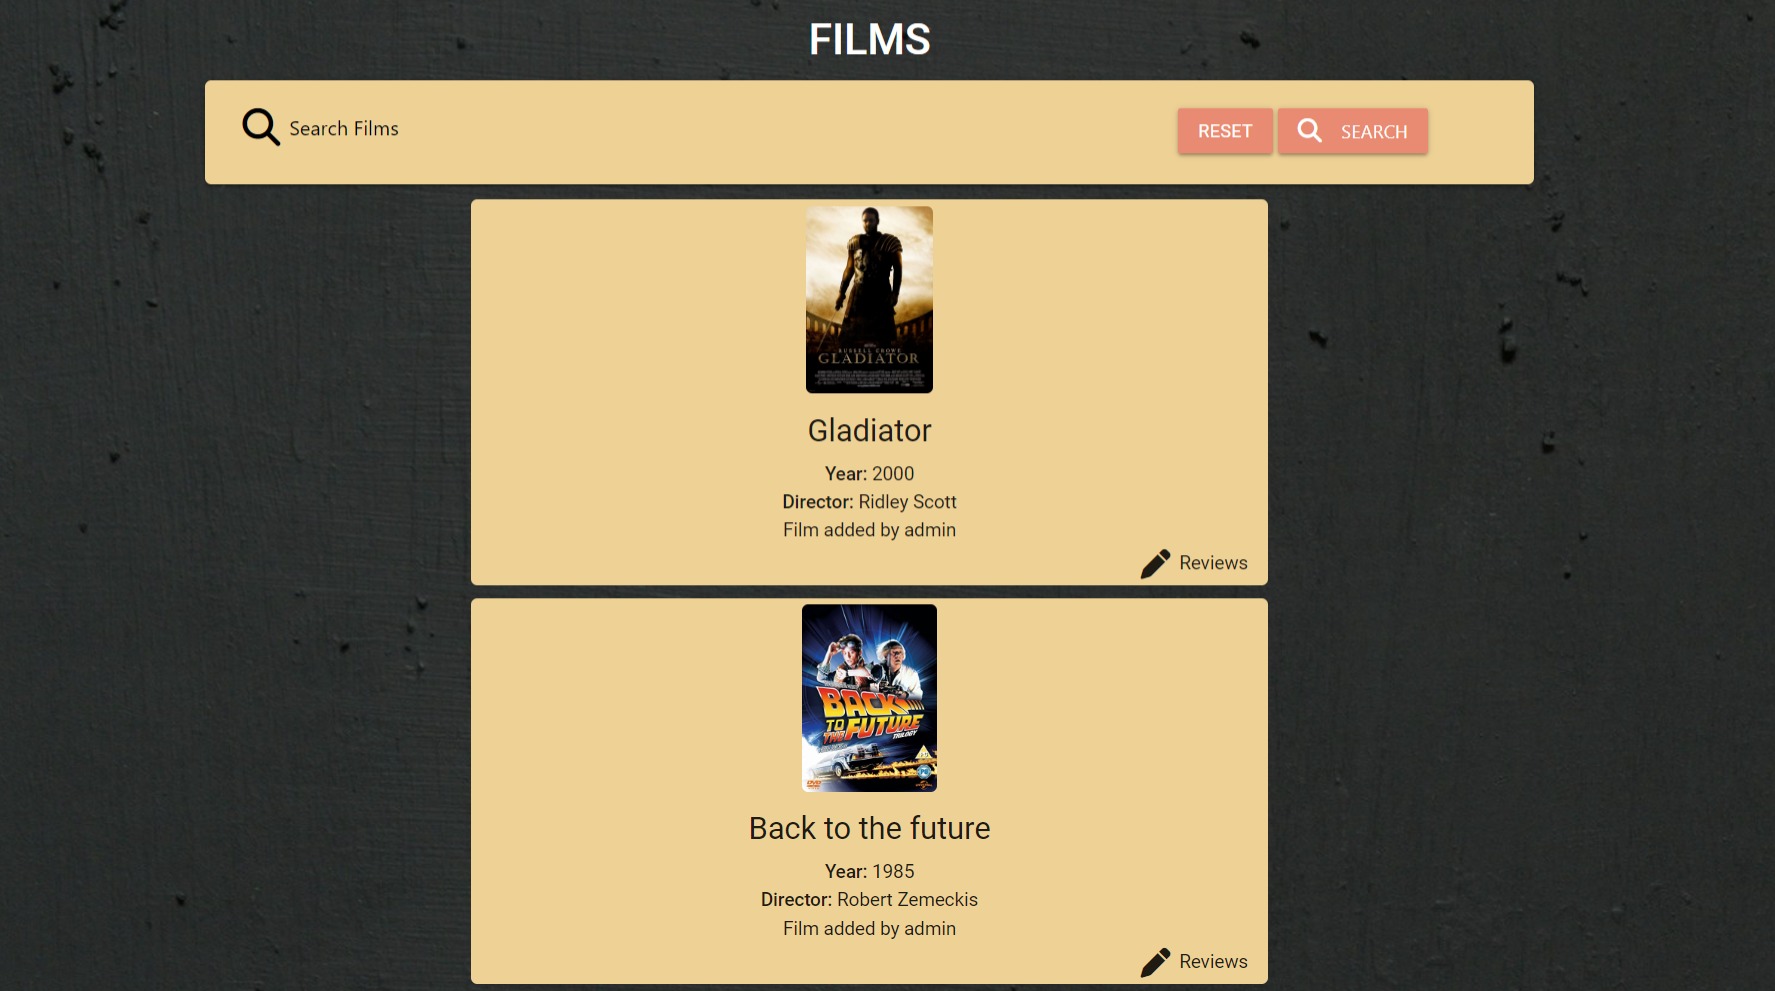 FILMS
Search Films
RESET
SEARCH
RUSSELL CROWE
GLADIATOR
Gladiator
Year: 2000
Director: Ridley Scott
Film added by admin
Reviews
BACK
TO
THE FUTURE
TRILOGY
DVD
PG
Back to the future
Year: 1985
Director: Robert Zemeckis
Film added by admin
Reviews